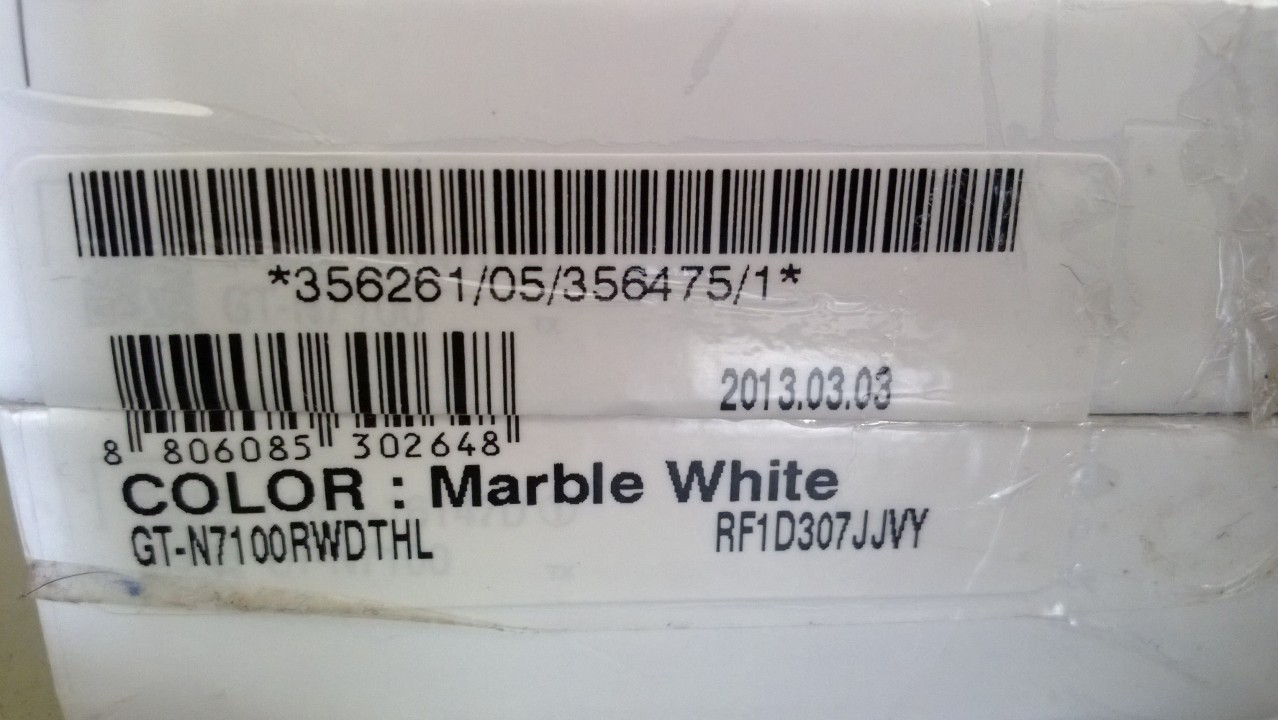 *356261/05/356475/1*
2013.03.03
8 806085 302648
COLOR : Marble White
GT-N7100RWDTHL RF1D307JJVY